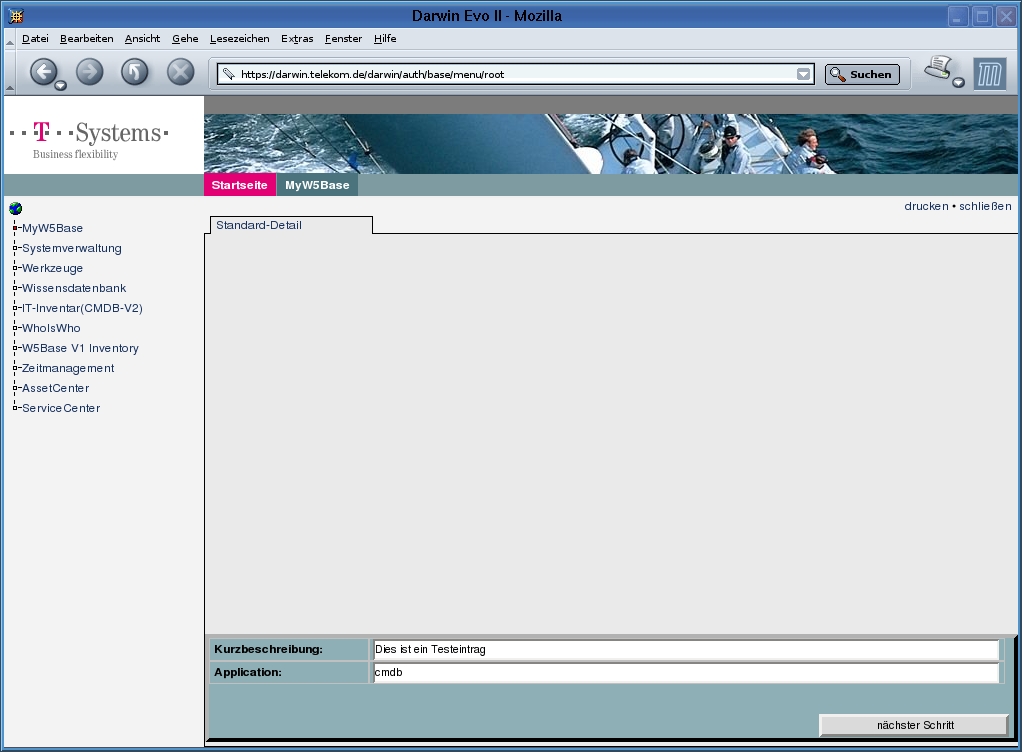 Darwin Evo II - Mozilla
Datei Bearbeiten Ansicht Gehe Lesezeichen Extras Fenster Hilfe
https://darwin.telekom.de/darwin/auth/base/menu/root
Suchen
··T··Systems·
Business flexibility
Startseite MyW5Base
drucken • schließen
Standard-Detail
MyW5Base
Systemverwaltung
Werkzeuge
Wissensdatenbank
IT-Inventar(CMDB-V2)
WhoIsWho
W5Base V1 Inventory
Zeitmanagement
AssetCenter
ServiceCenter
Kurzbeschreibung: Dies ist ein Testeintrag
Application: cmdb
nächster Schritt